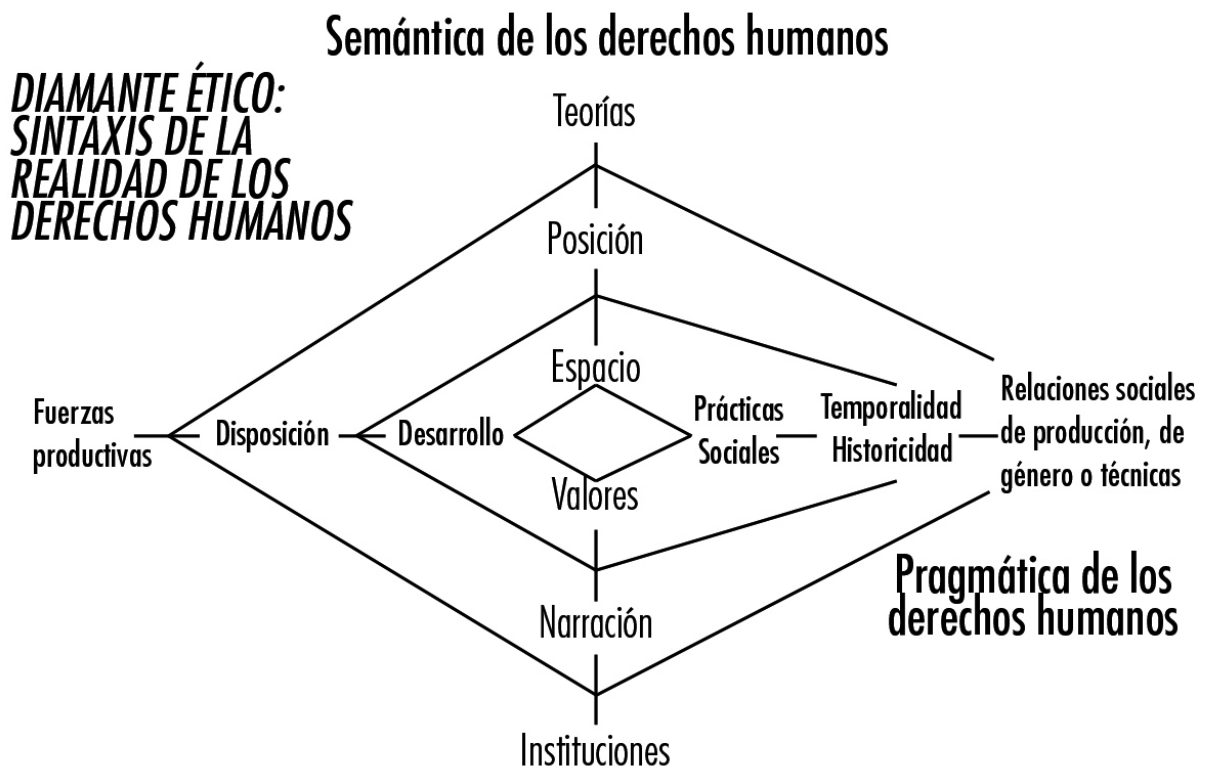 Semántica de los derechos humanos
DIAMANTE ÉTICO:
SINTÁXIS DE LA
REALIDAD DE LOS
DERECHOS HUMANOS
Teorías
Posición
Espacio
Fuerzas
productivas
Disposición
Desarrollo
Prácticas
Sociales
Temporalidad
Historicidad
Relaciones sociales
de producción, de
género o técnicas
Valores
Narración
Instituciones
Pragmática de los
derechos humanos